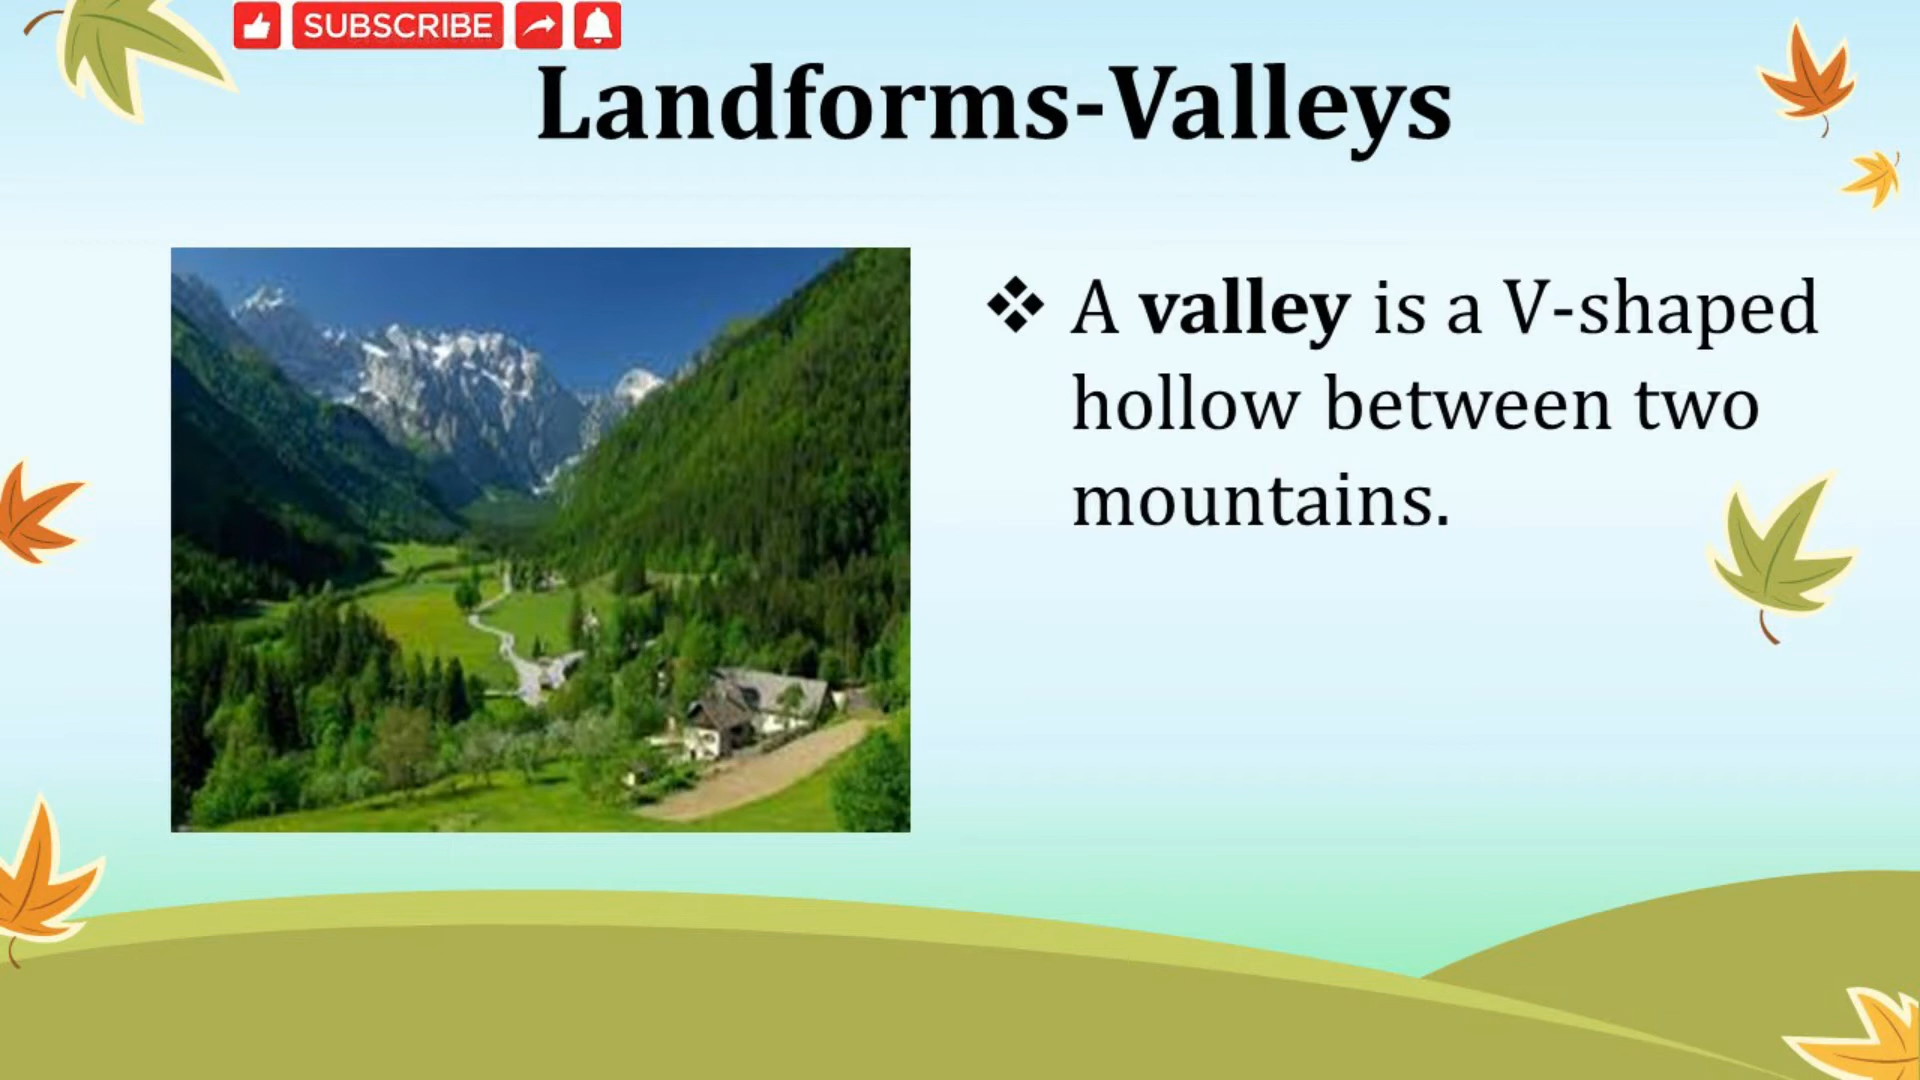 SUBSCRIBE
Landforms-Valleys
❖ A valley is a V-shaped
hollow between two
mountains.